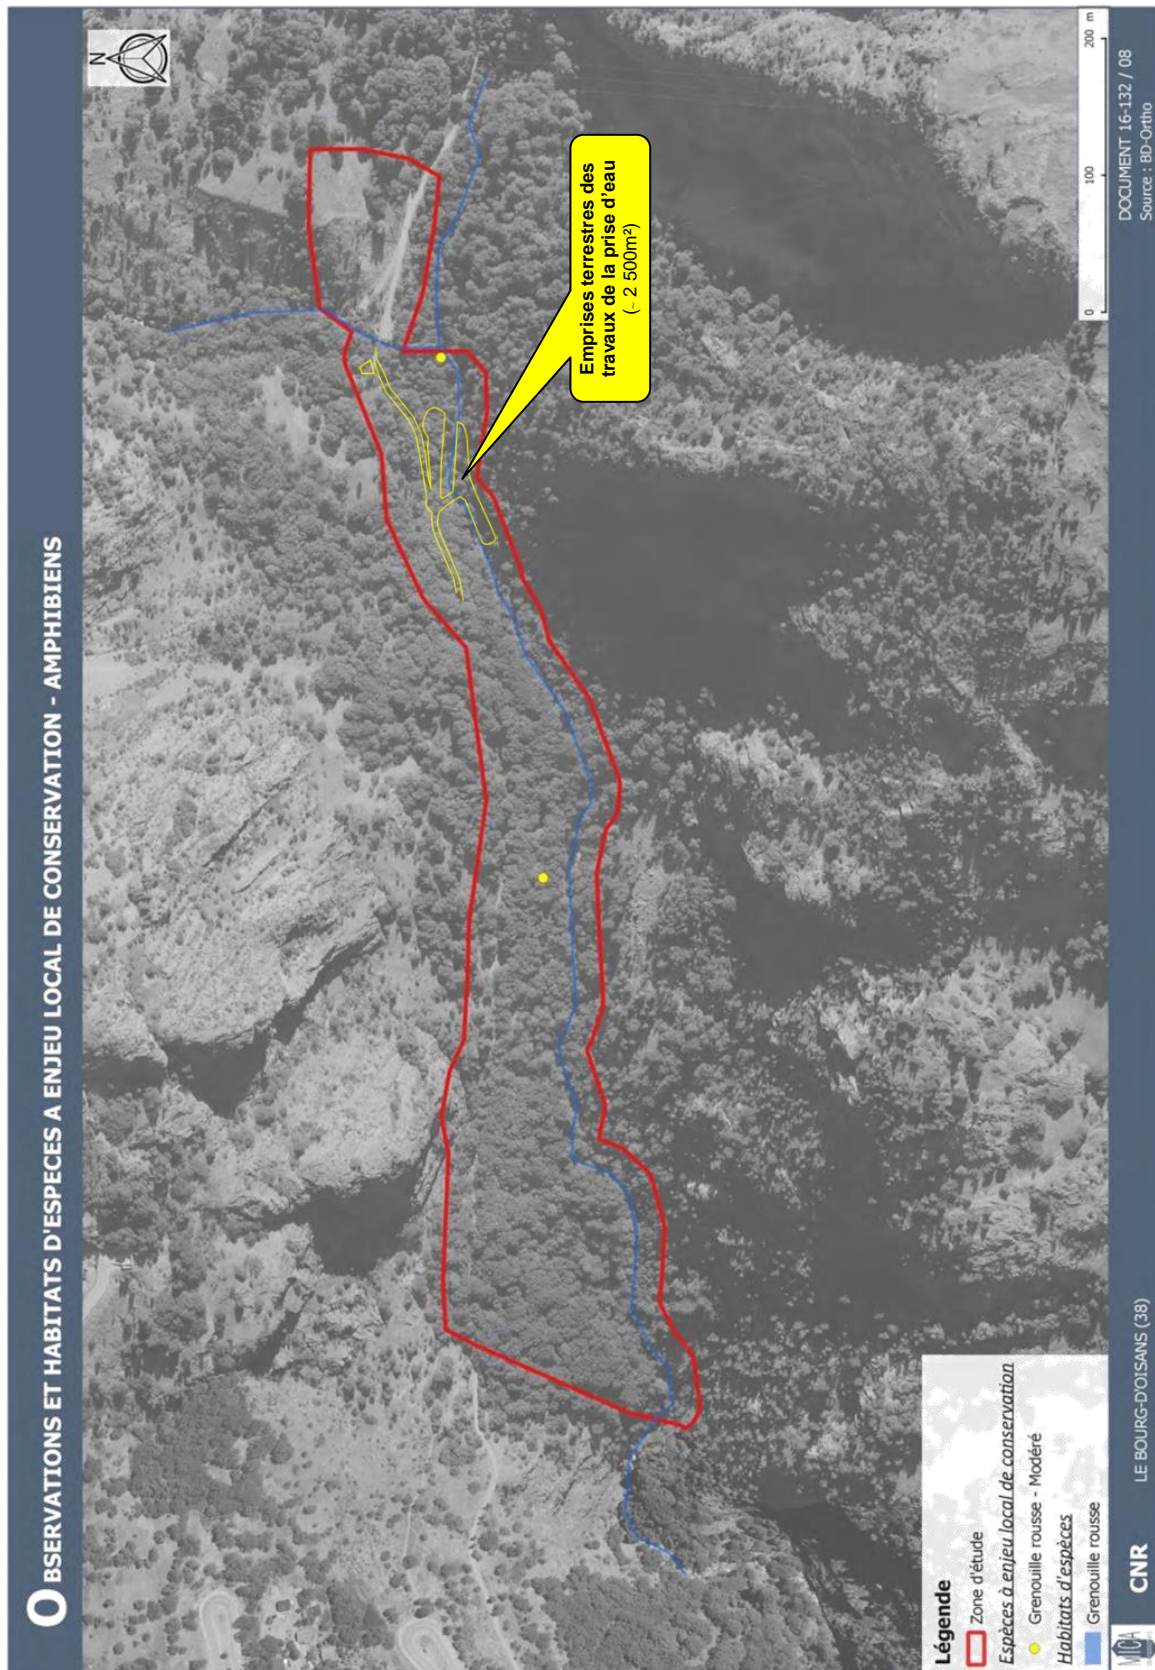 OBSERVATIONS ET HABITATS D'ESPECES A ENJEU LOCAL DE CONSERVATION - AMPHIBIENS
N
Emprises terrestres des
travaux de la prise d'eau
(~ 2 500m²)
Légende
Zone d'étude
Espèces à enjeu local de conservation
Grenouille rousse - Modéré
Habitats d'espèces
Grenouille rousse
0 100 200 m
CNR LE BOURG-D'OISANS (38)
DOCUMENT 16-132 / 08
Source : BD-Ortho